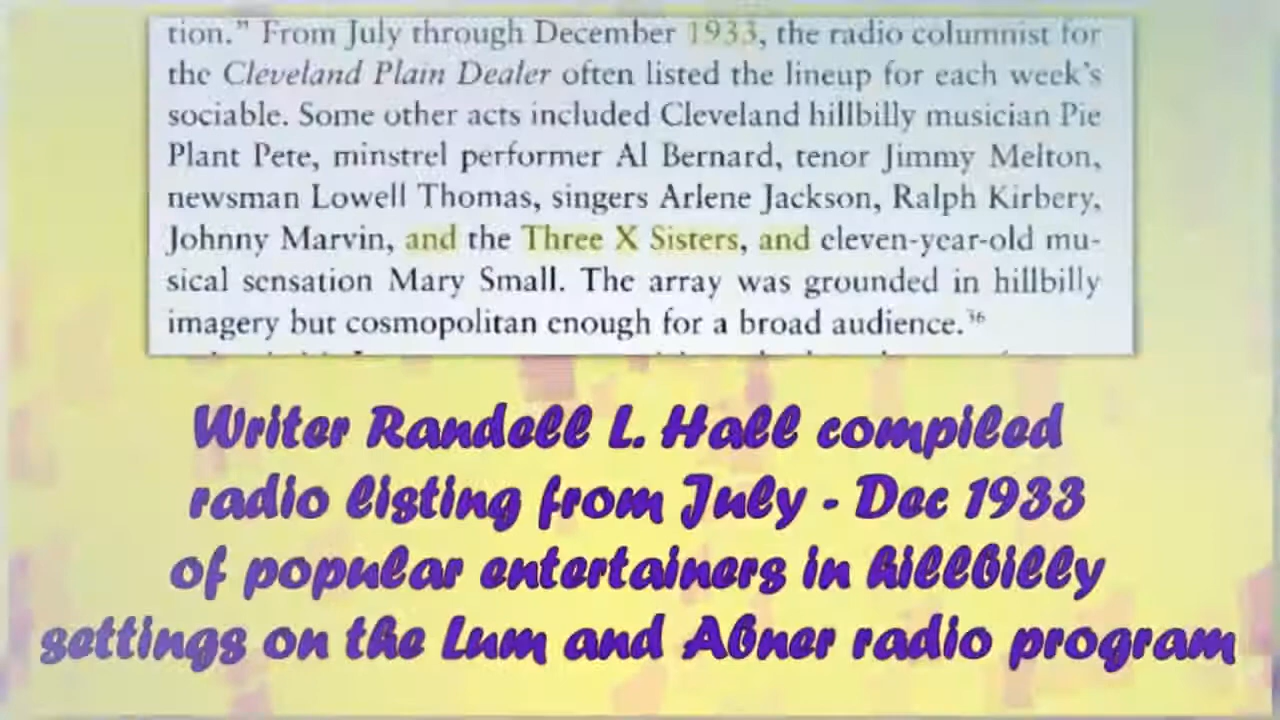 tion.” From July through December 1933, the radio columnist for
the Cleveland Plain Dealer often listed the lineup for each week’s
sociable. Some other acts included Cleveland hillbilly musician Pie
Plant Pete, minstrel performer Al Bernard, tenor Jimmy Melton,
newsman Lowell Thomas, singers Arlene Jackson, Ralph Kirbery,
Johnny Marvin, and the Three X Sisters, and eleven-year-old mu-
sical sensation Mary Small. The array was grounded in hillbilly
imagery but cosmopolitan enough for a broad audience.³⁶
Writer Randell L. Hall compiled
radio listing from July - Dec 1933
of popular entertainers in hillbilly
settings on the Lum and Abner radio program